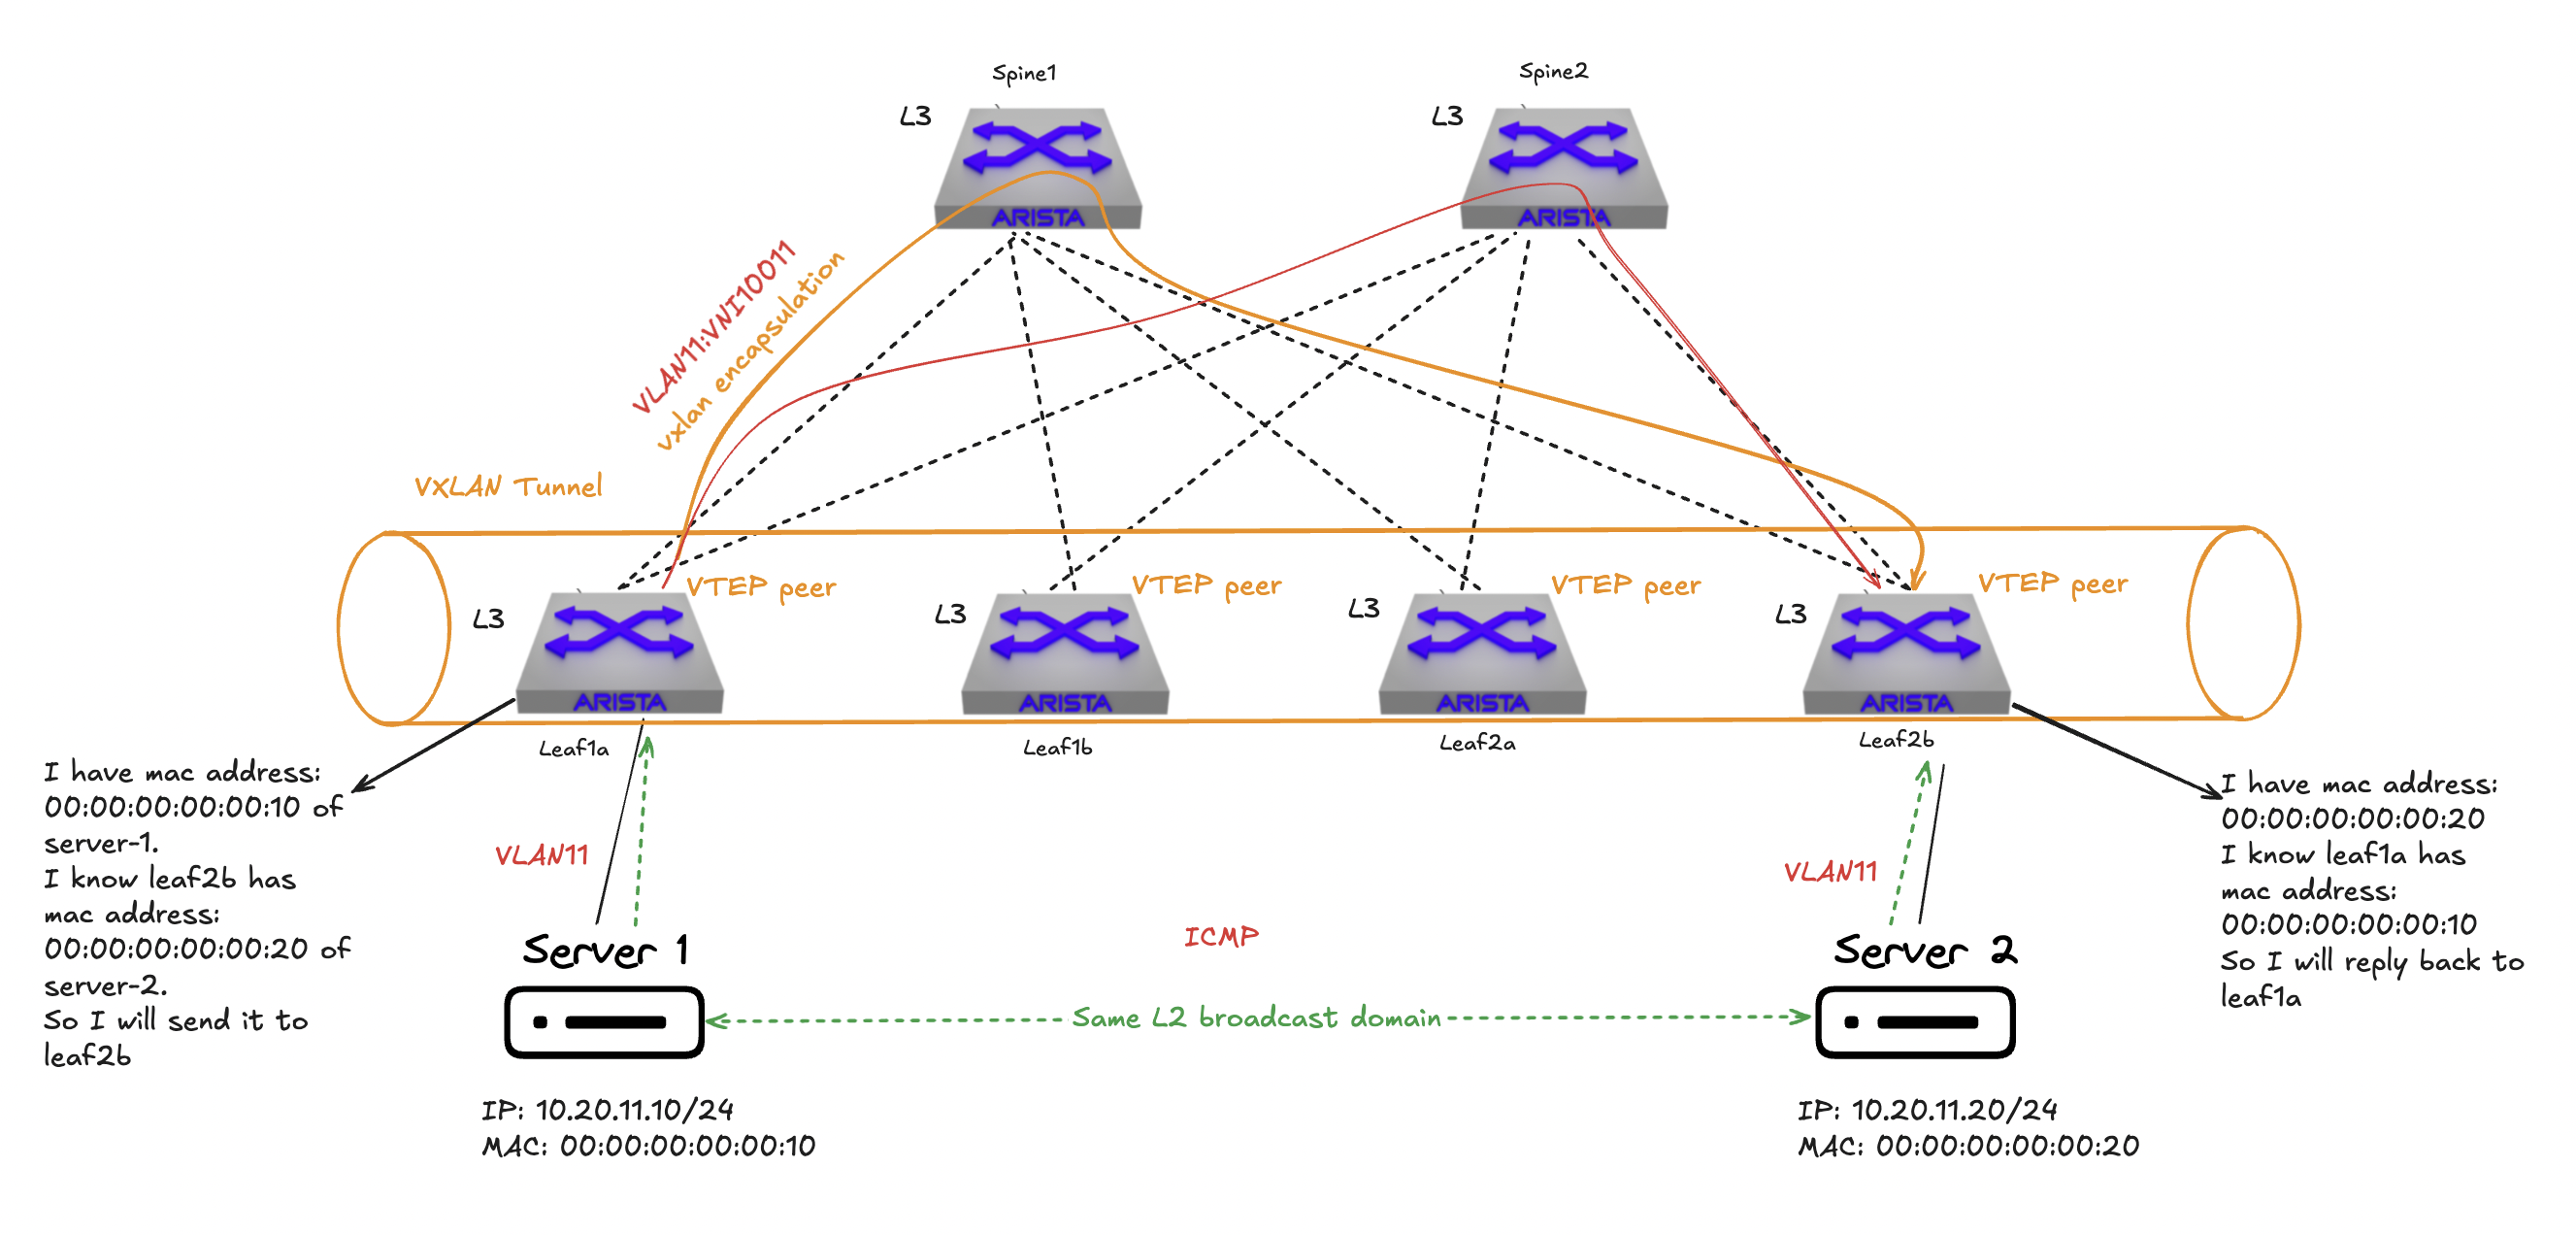 Spine1
Spine2
L3
L3
ARISTA
ARISTA
VLAN11:VNI10011
vxlan encapsulation
VXLAN Tunnel
VTEP peer
VTEP peer
VTEP peer
VTEP peer
L3
L3
L3
L3
ARISTA
ARISTA
ARISTA
ARISTA
Leaf1a
Leaf1b
Leaf2a
Leaf2b
I have mac address:
00:00:00:00:00:10 of
server-1.
I know leaf2b has
mac address:
00:00:00:00:00:20 of
server-2.
So I will send it to
leaf2b
I have mac address:
00:00:00:00:00:20
I know leaf1a has
mac address:
00:00:00:00:00:10
So I will reply back to
leaf1a
VLAN11
VLAN11
Server 1
ICMP
Server 2
Same L2 broadcast domain
IP: 10.20.11.10/24
MAC: 00:00:00:00:00:10
IP: 10.20.11.20/24
MAC: 00:00:00:00:00:20